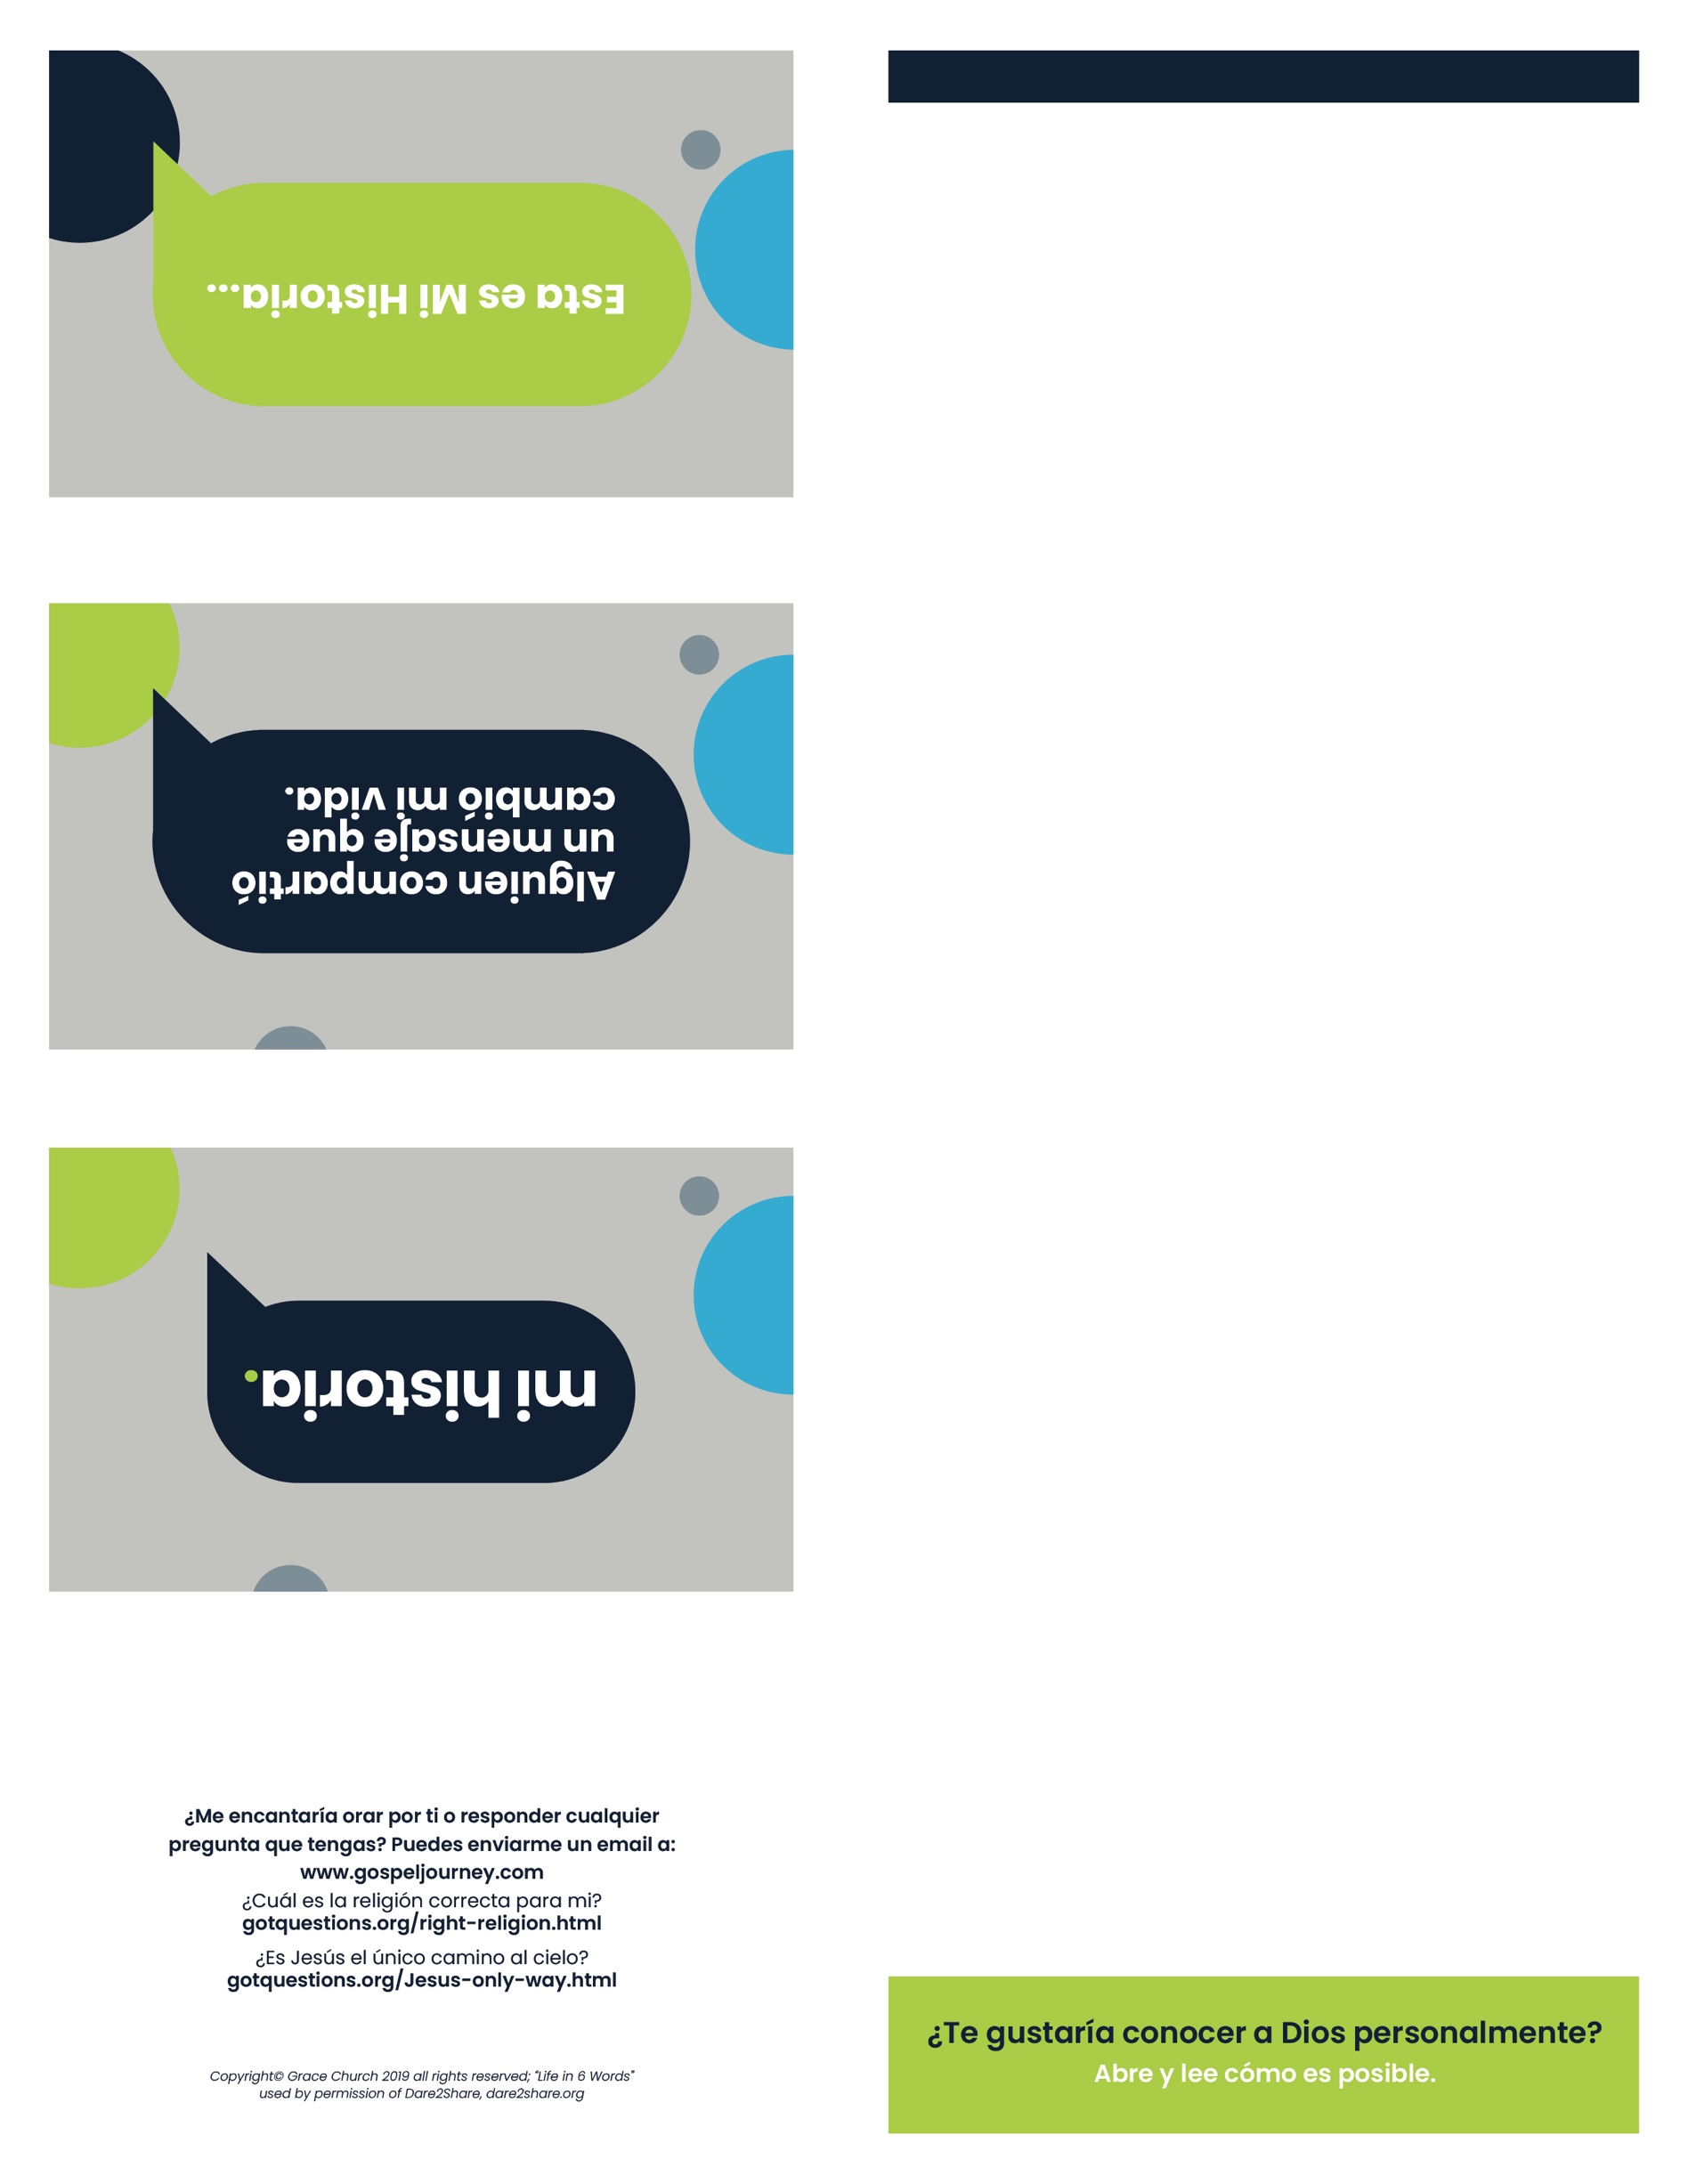 Esta es Mi Historia...
Alguien compartió
un mensaje que
cambió mi vida.
mi historia.
¿Me encantaría orar por ti o responder cualquier
pregunta que tengas? Puedes enviarme un email a:
www.gospeljourney.com
¿Cuál es la religión correcta para mi?
gotquestions.org/right-religion.html
¿Es Jesús el único camino al cielo?
gotquestions.org/Jesus-only-way.html
Copyright© Grace Church 2019 all rights reserved; "Life in 6 Words"
used by permission of Dare2Share, dare2share.org
¿Te gustaría conocer a Dios personalmente?
Abre y lee cómo es posible.